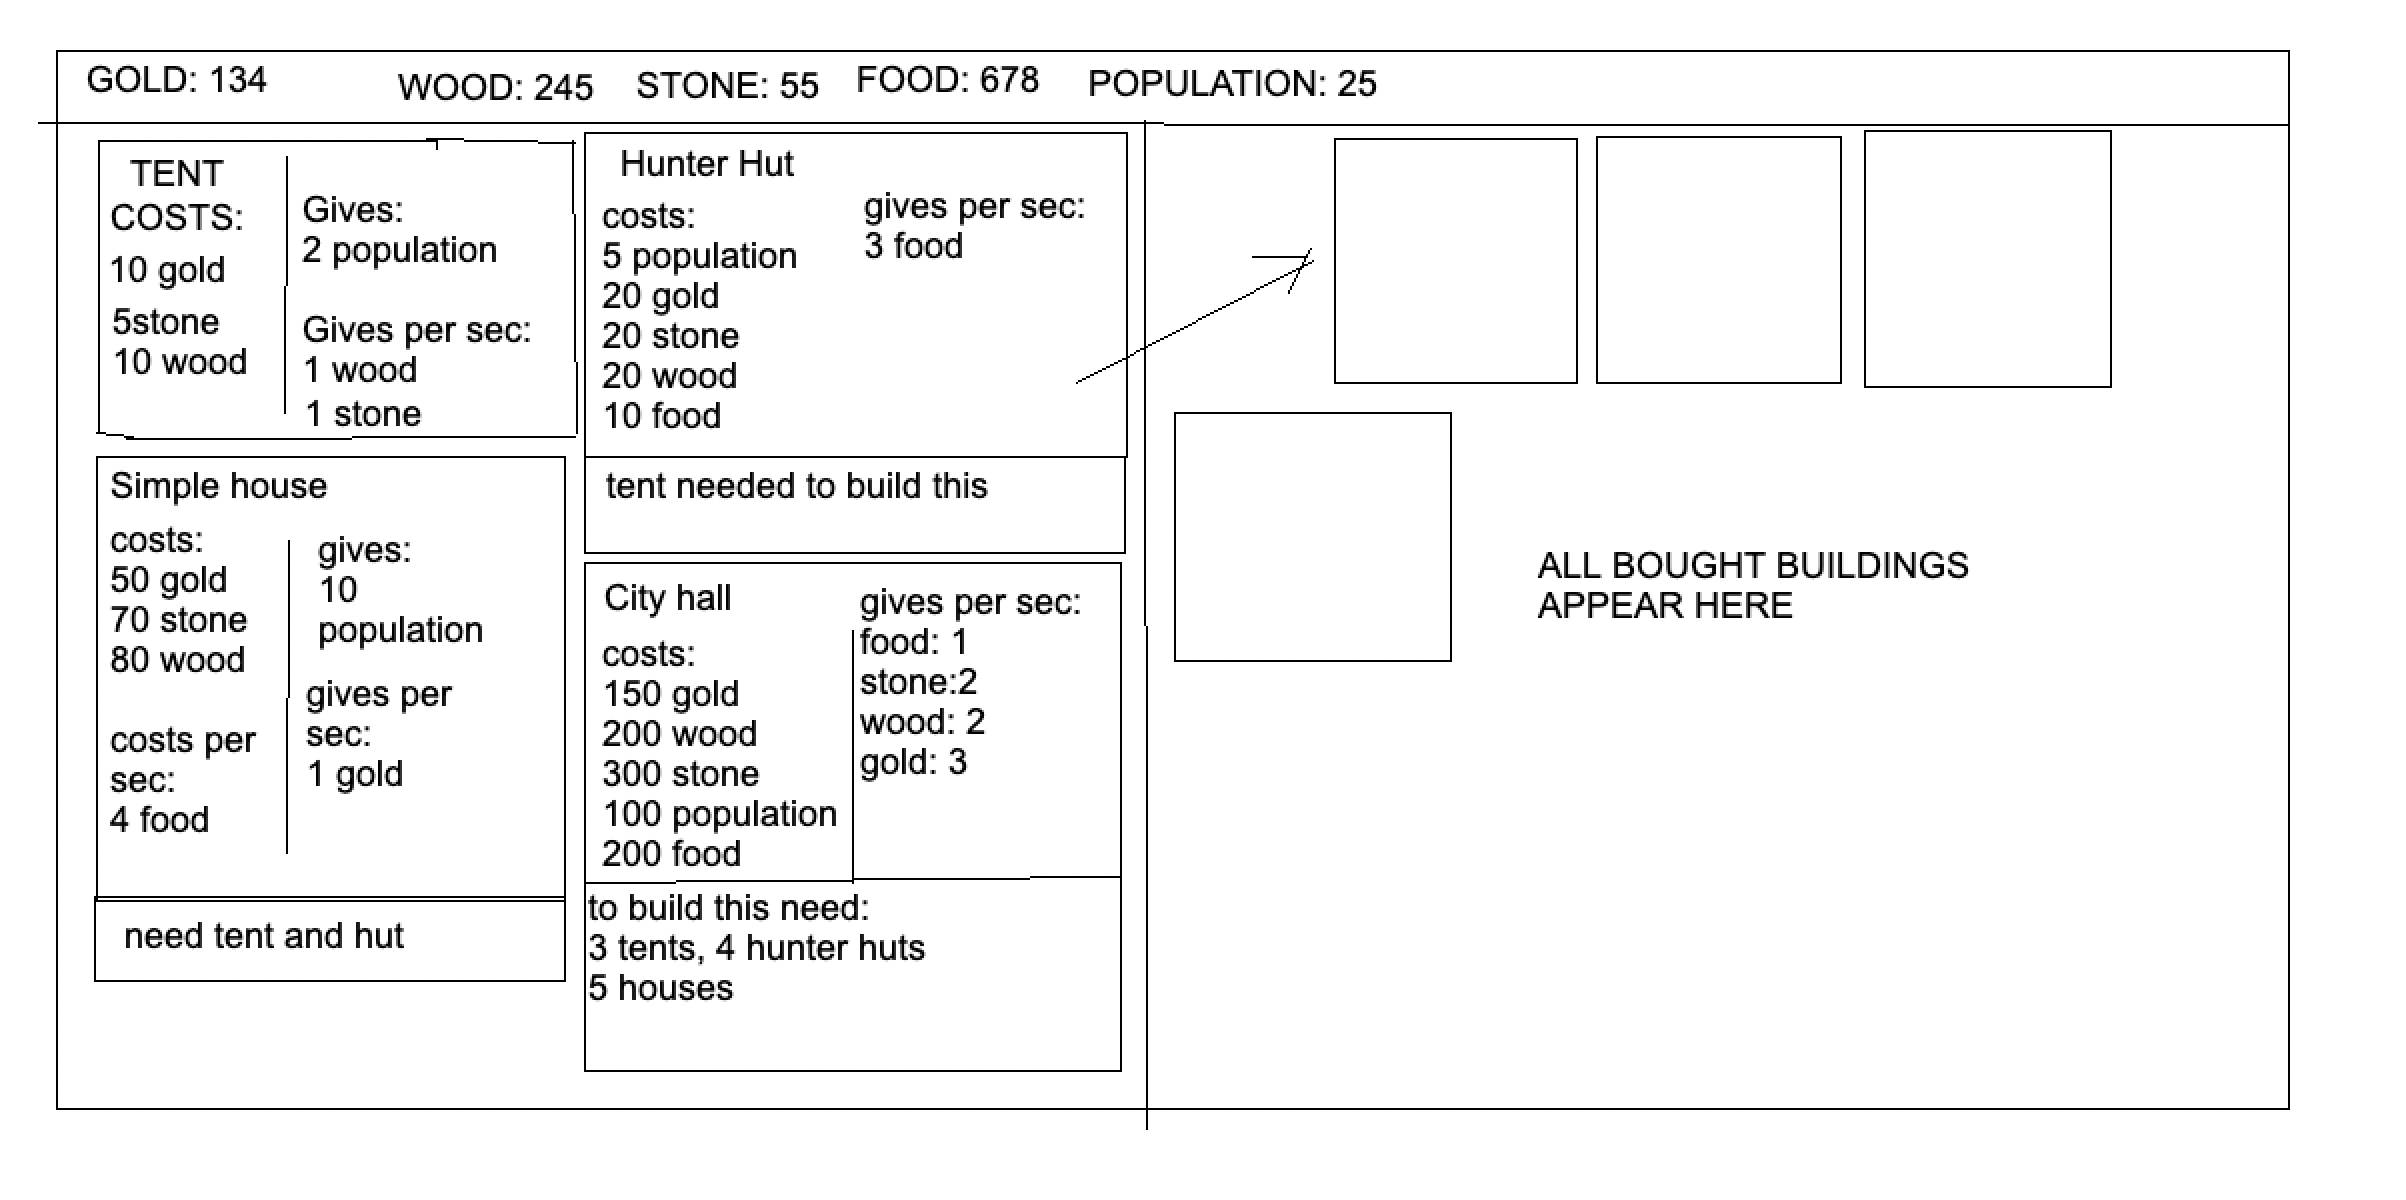 GOLD: 134 WOOD: 245 STONE: 55 FOOD: 678 POPULATION: 25
TENT
COSTS:
10 gold
5stone
10 wood
Gives:
2 population
Gives per sec:
1 wood
1 stone
Hunter Hut
costs:
5 population
20 gold
20 stone
20 wood
10 food
gives per sec:
3 food
tent needed to build this
Simple house
costs:
50 gold
70 stone
80 wood
costs per
sec:
4 food
gives:
10
population
gives per
sec:
1 gold
need tent and hut
City hall
costs:
150 gold
200 wood
300 stone
100 population
200 food
gives per sec:
food: 1
stone:2
wood: 2
gold: 3
to build this need:
3 tents, 4 hunter huts
5 houses
ALL BOUGHT BUILDINGS
APPEAR HERE